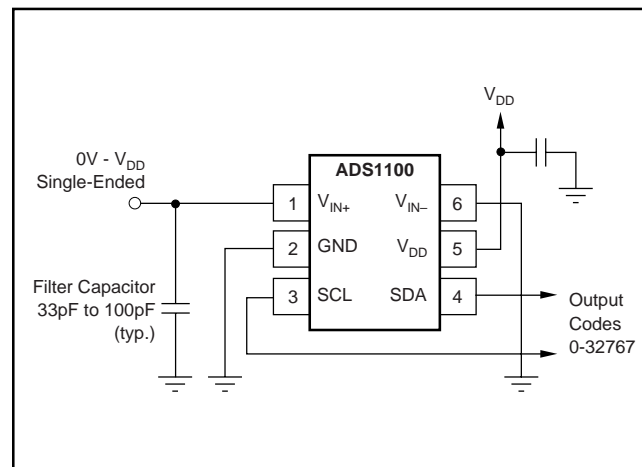 V_DD
0V - V_DD
Single-Ended
ADS1100
1 V_IN+ V_IN– 6
2 GND V_DD 5
3 SCL SDA 4
Filter Capacitor
33pF to 100pF
(typ.)
Output
Codes
0-32767